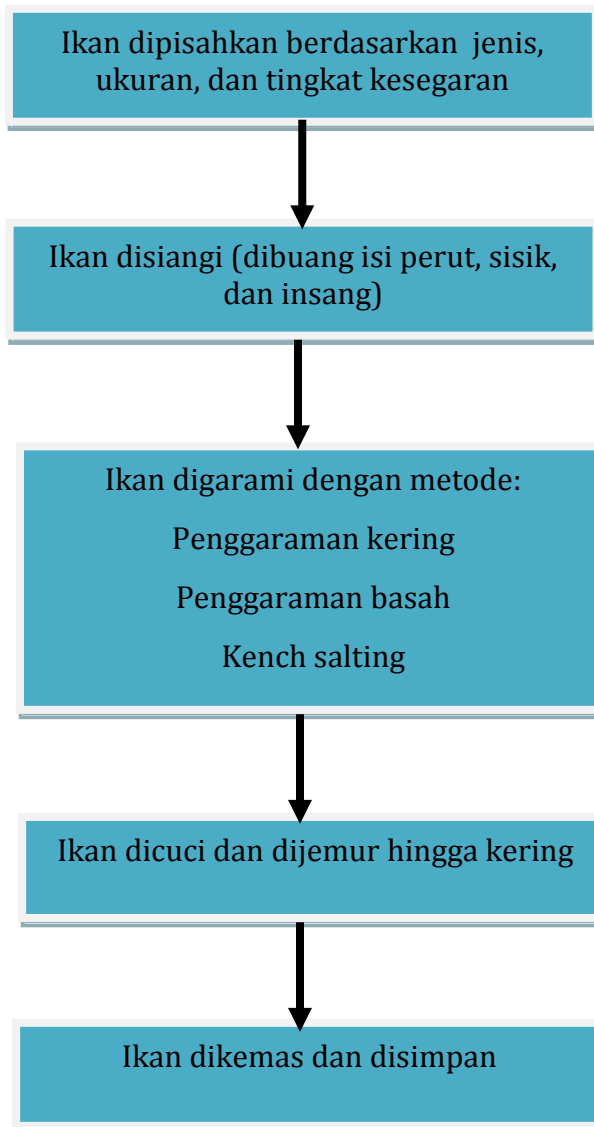 Ikan dipisahkan berdasarkan jenis,
ukuran, dan tingkat kesegaran
Ikan disiangi (dibuang isi perut, sisik,
dan insang)
Ikan digarami dengan metode:
Penggaraman kering
Penggaraman basah
Kench salting
Ikan dicuci dan dijemur hingga kering
Ikan dikemas dan disimpan